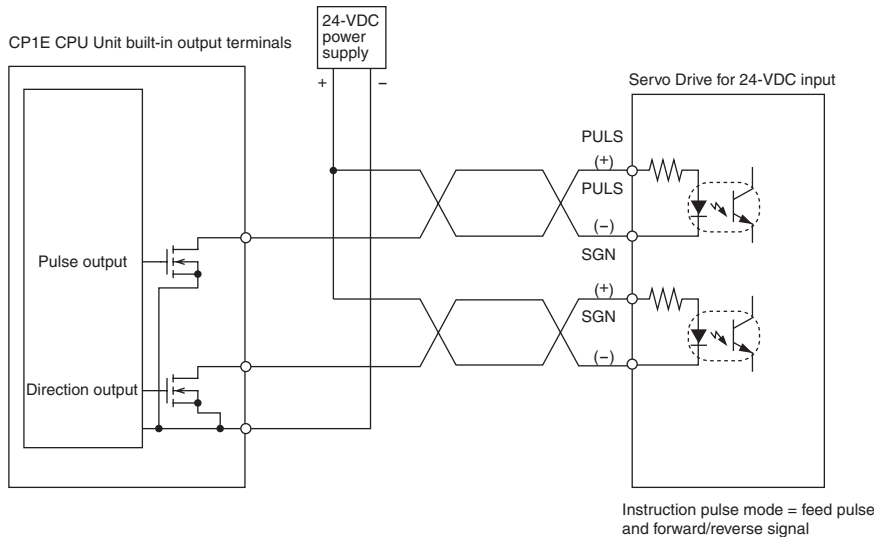 CP1E CPU Unit built-in output terminals
24-VDC
power
supply
+
–
Servo Drive for 24-VDC input
PULS
(+)
PULS
(–)
SGN
(+)
SGN
(–)
Pulse output
Direction output
Instruction pulse mode = feed pulse
and forward/reverse signal